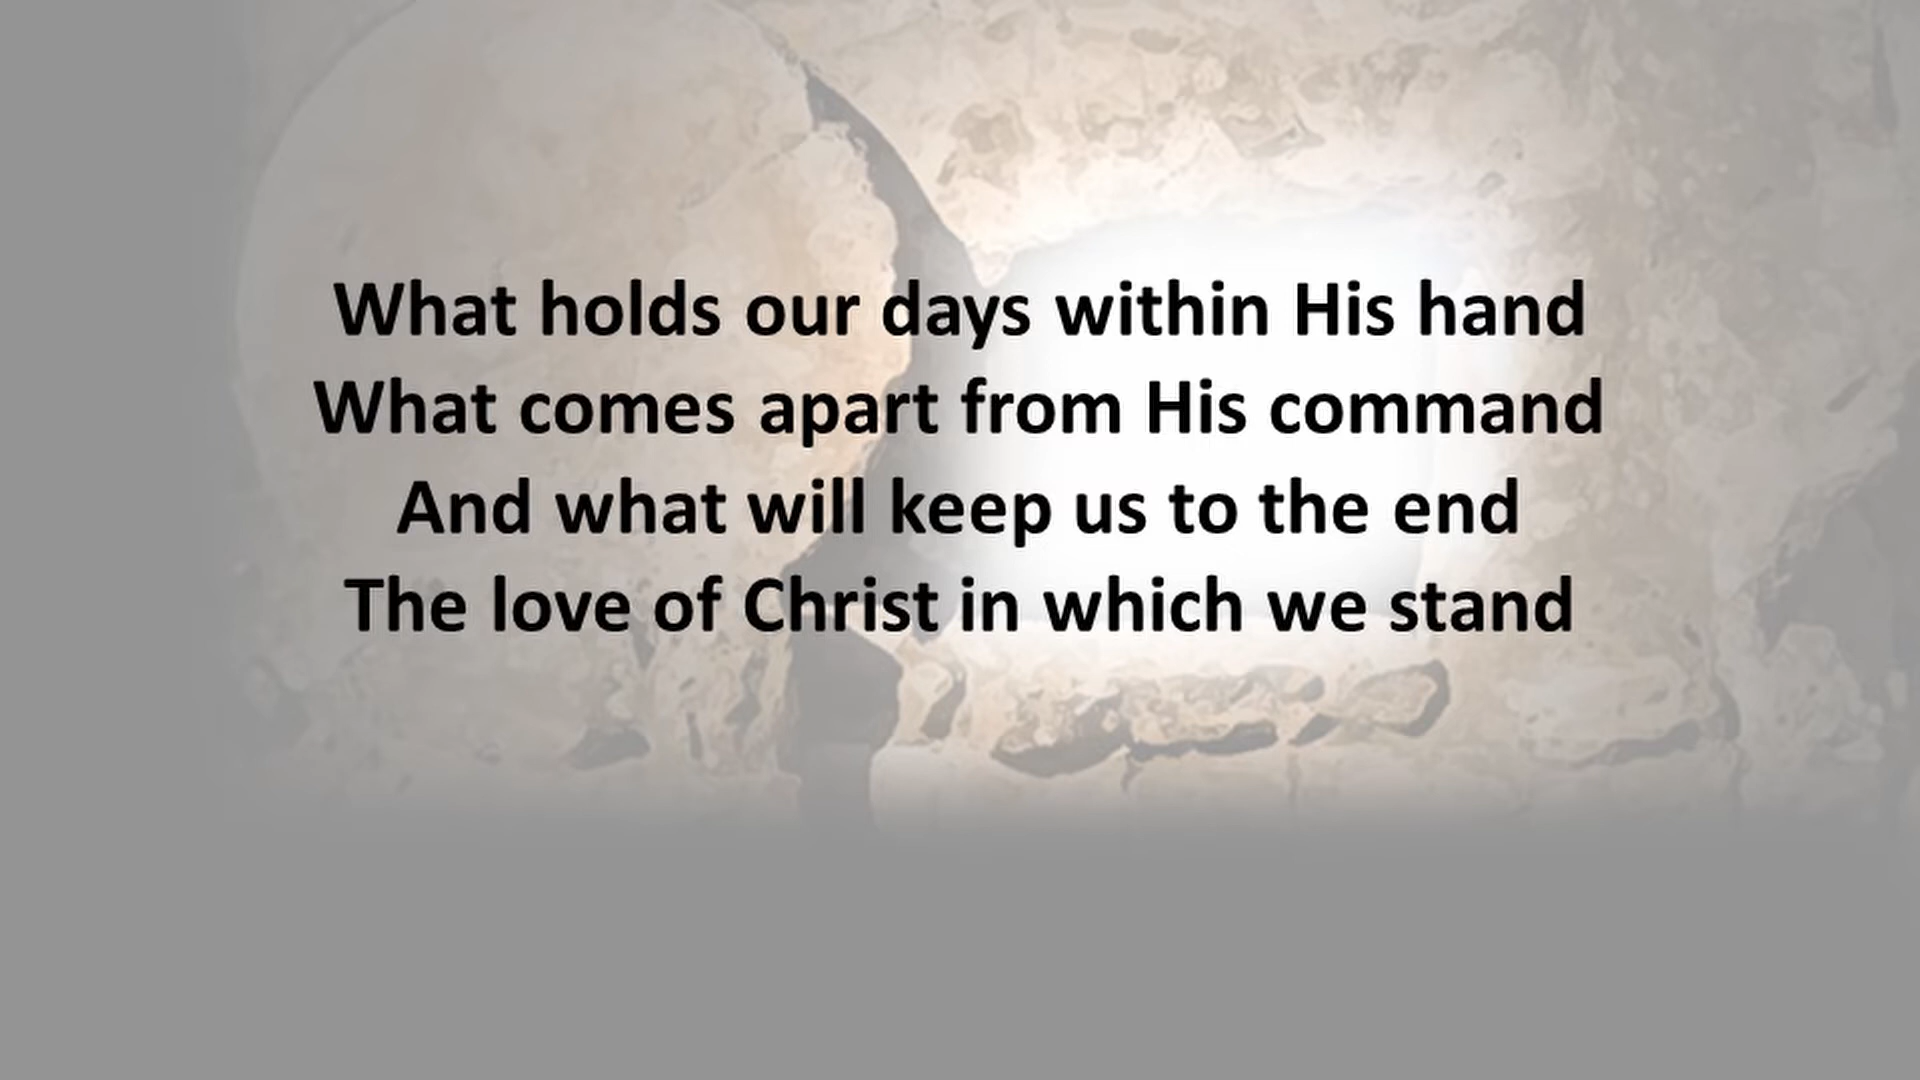 What holds our days within His hand
What comes apart from His command
And what will keep us to the end
The love of Christ in which we stand